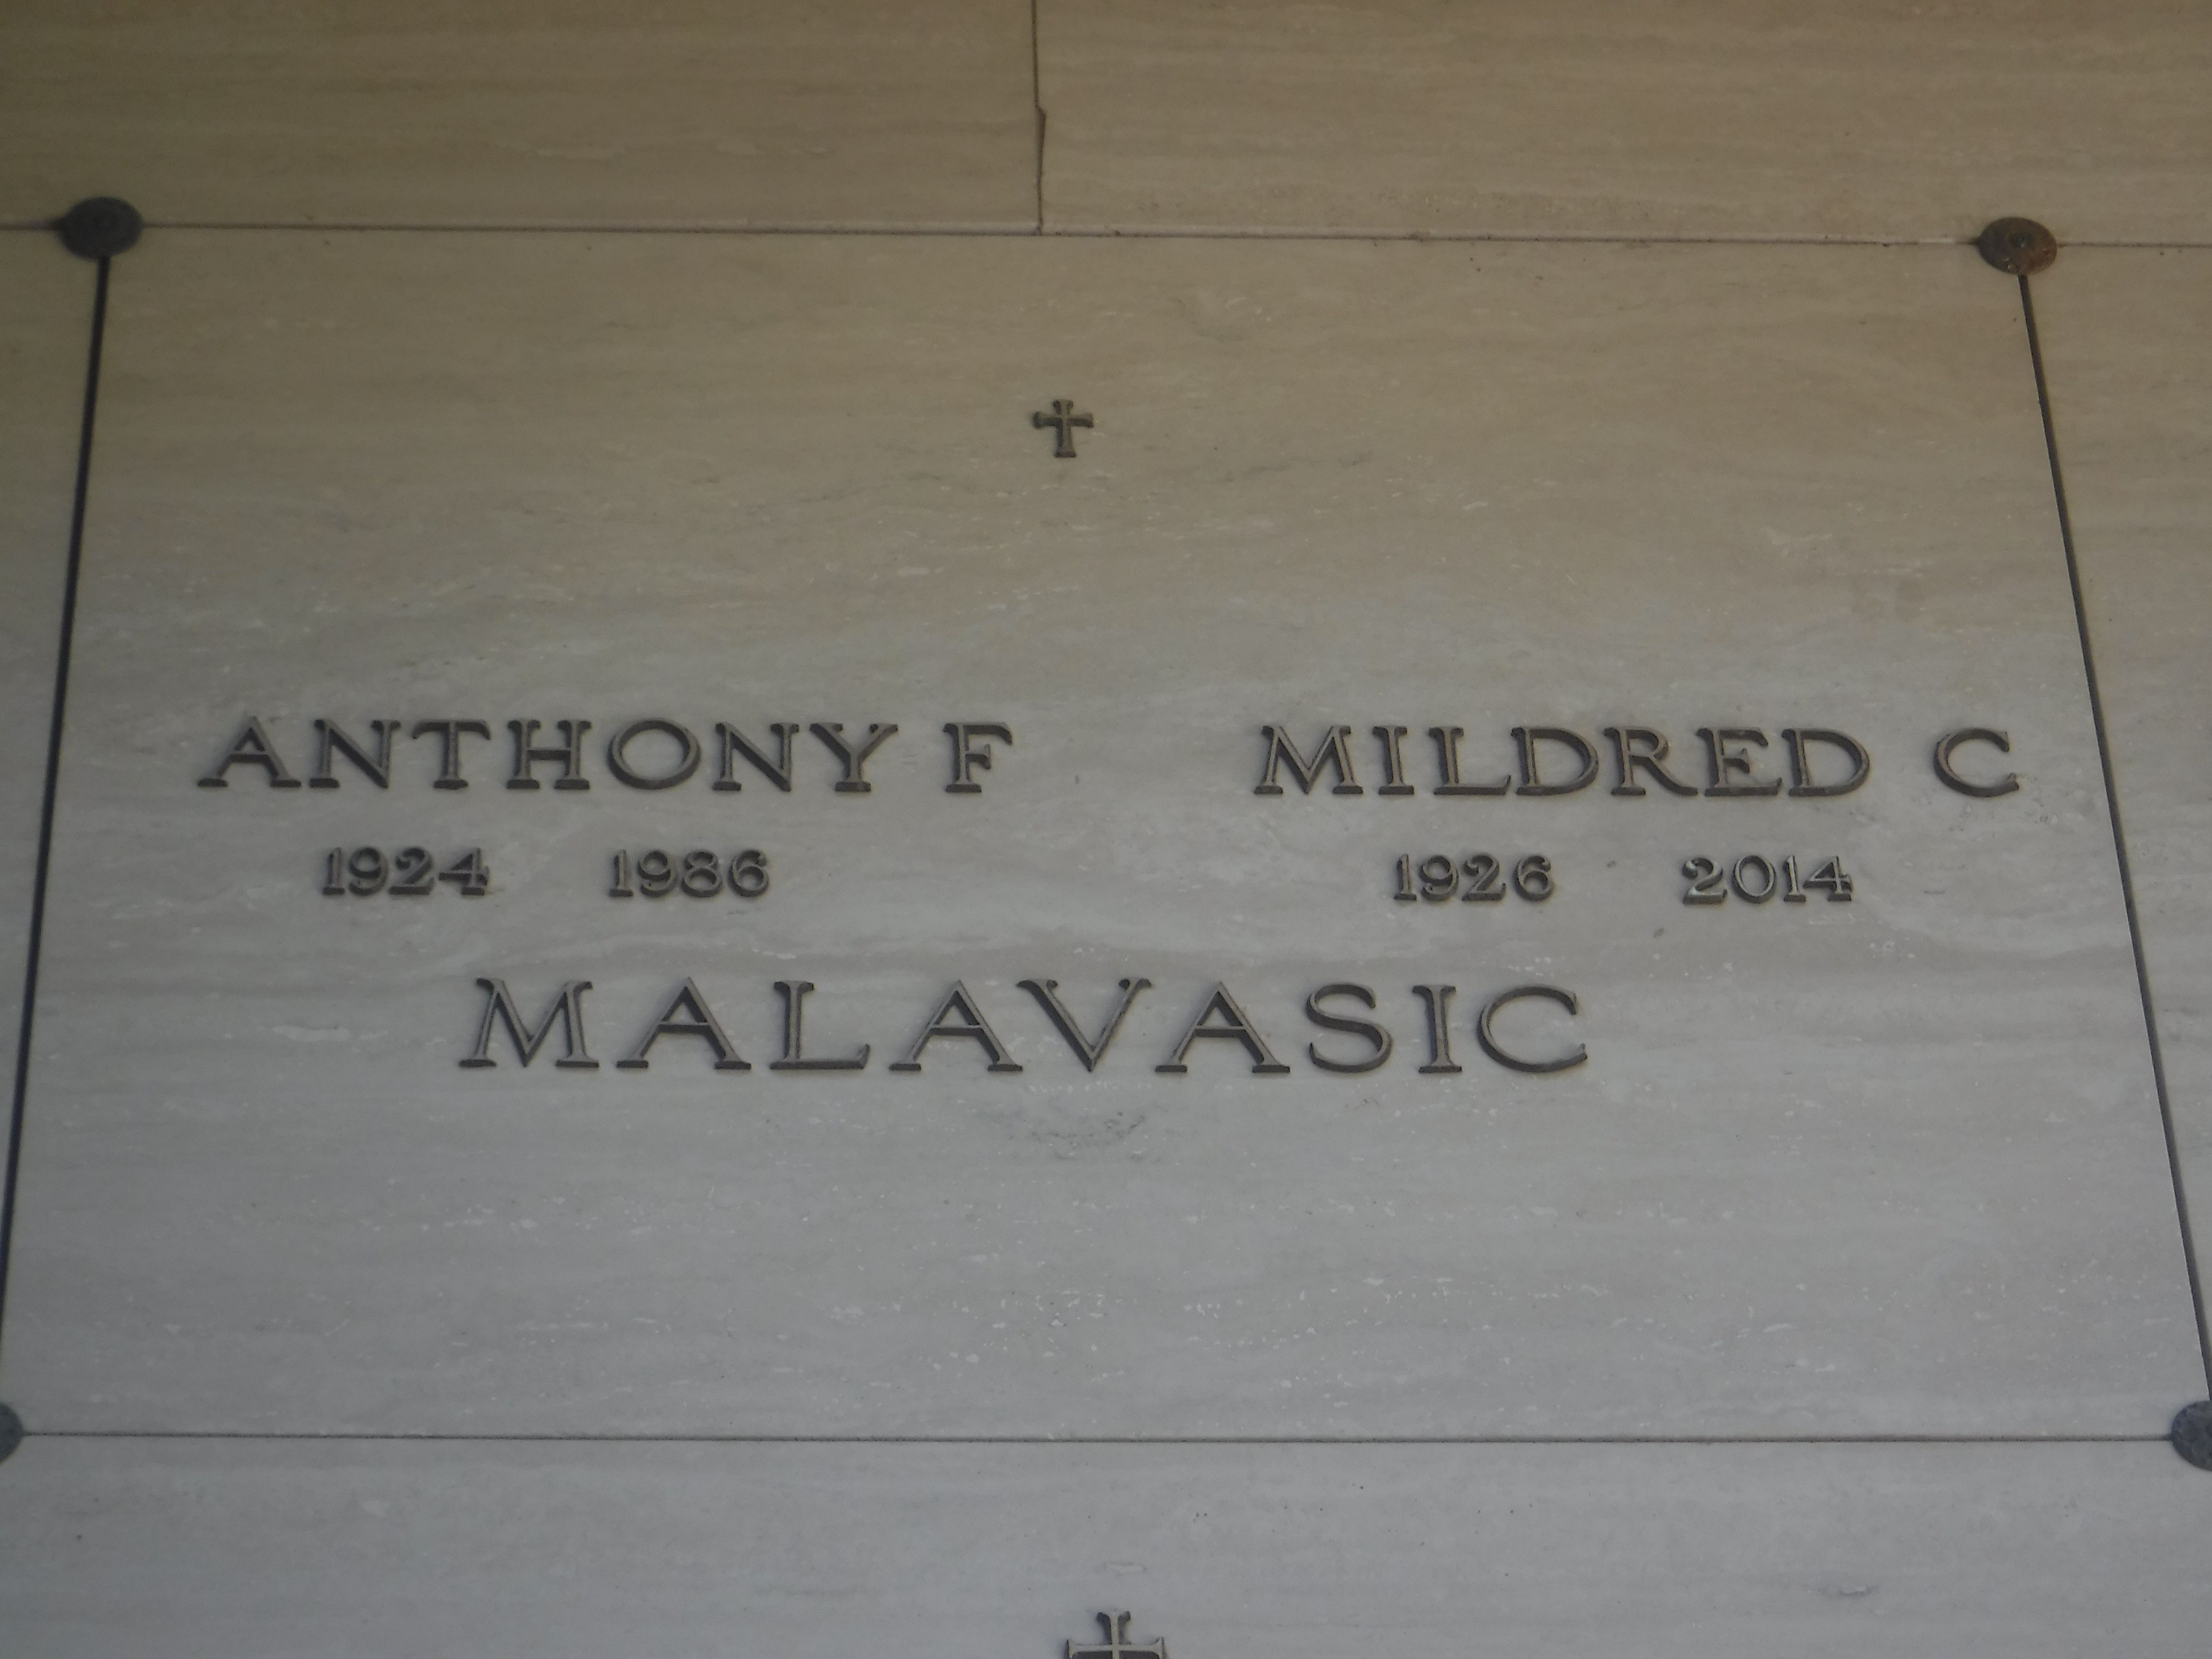 ANTHONY F MILDRED C
1924 1986 1926 2014
MALAVASIC